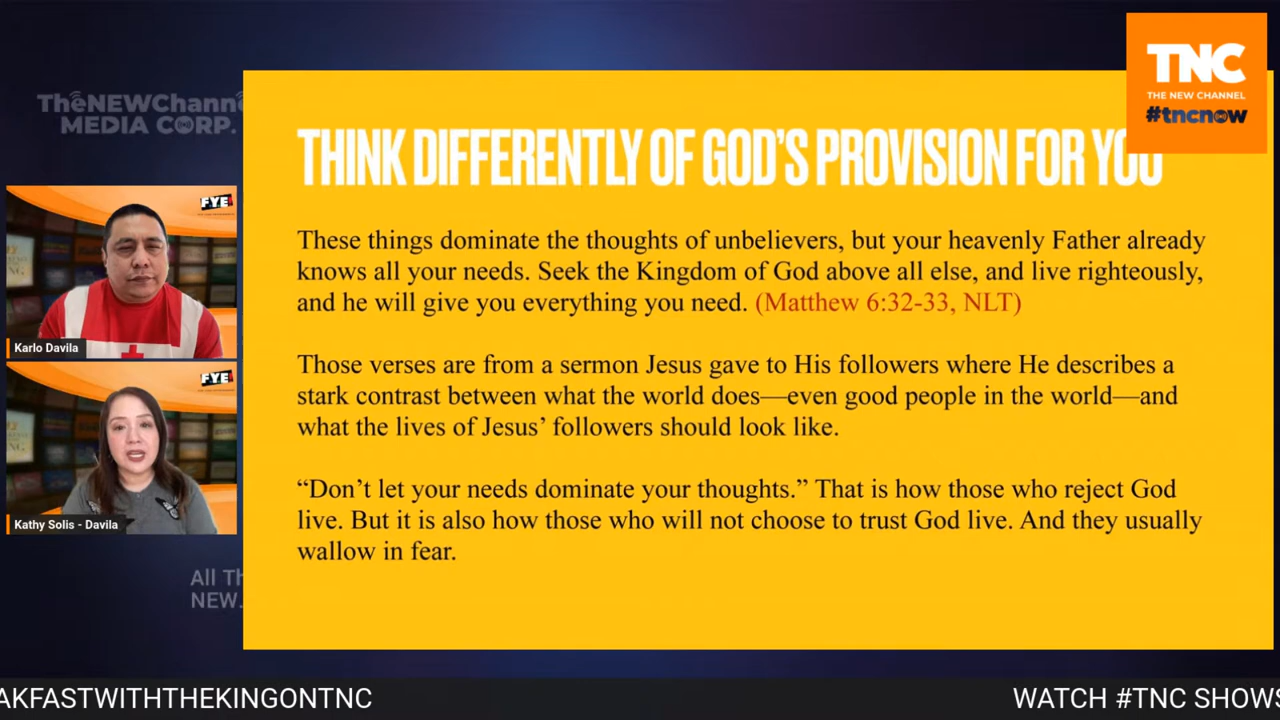 TNC
THE NEW CHANNEL
#tncnow
TheNEWChanne
MEDIA CORP.
THINK DIFFERENTLY OF GOD'S PROVISION FOR YOU
These things dominate the thoughts of unbelievers, but your heavenly Father already
knows all your needs. Seek the Kingdom of God above all else, and live righteously,
and he will give you everything you need. (Matthew 6:32-33, NLT)
Those verses are from a sermon Jesus gave to His followers where He describes a
stark contrast between what the world does—even good people in the world—and
what the lives of Jesus’ followers should look like.
“Don’t let your needs dominate your thoughts.” That is how those who reject God
live. But it is also how those who will not choose to trust God live. And they usually
wallow in fear.
FYE!
Karlo Davila
FYE!
Kathy Solis - Davila
All Th
NEW.
AKFASTWITHTHEKINGONTNC
WATCH #TNC SHOWS